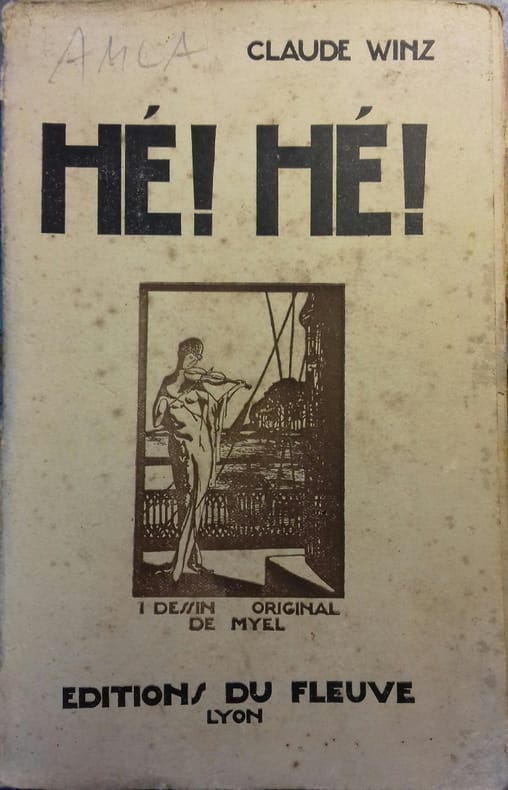 AMCA
CLAUDE WINZ
HÉ! HÉ!
1 DESSIN ORIGINAL
DE MYEL
EDITIONS DU FLEUVE
LYON